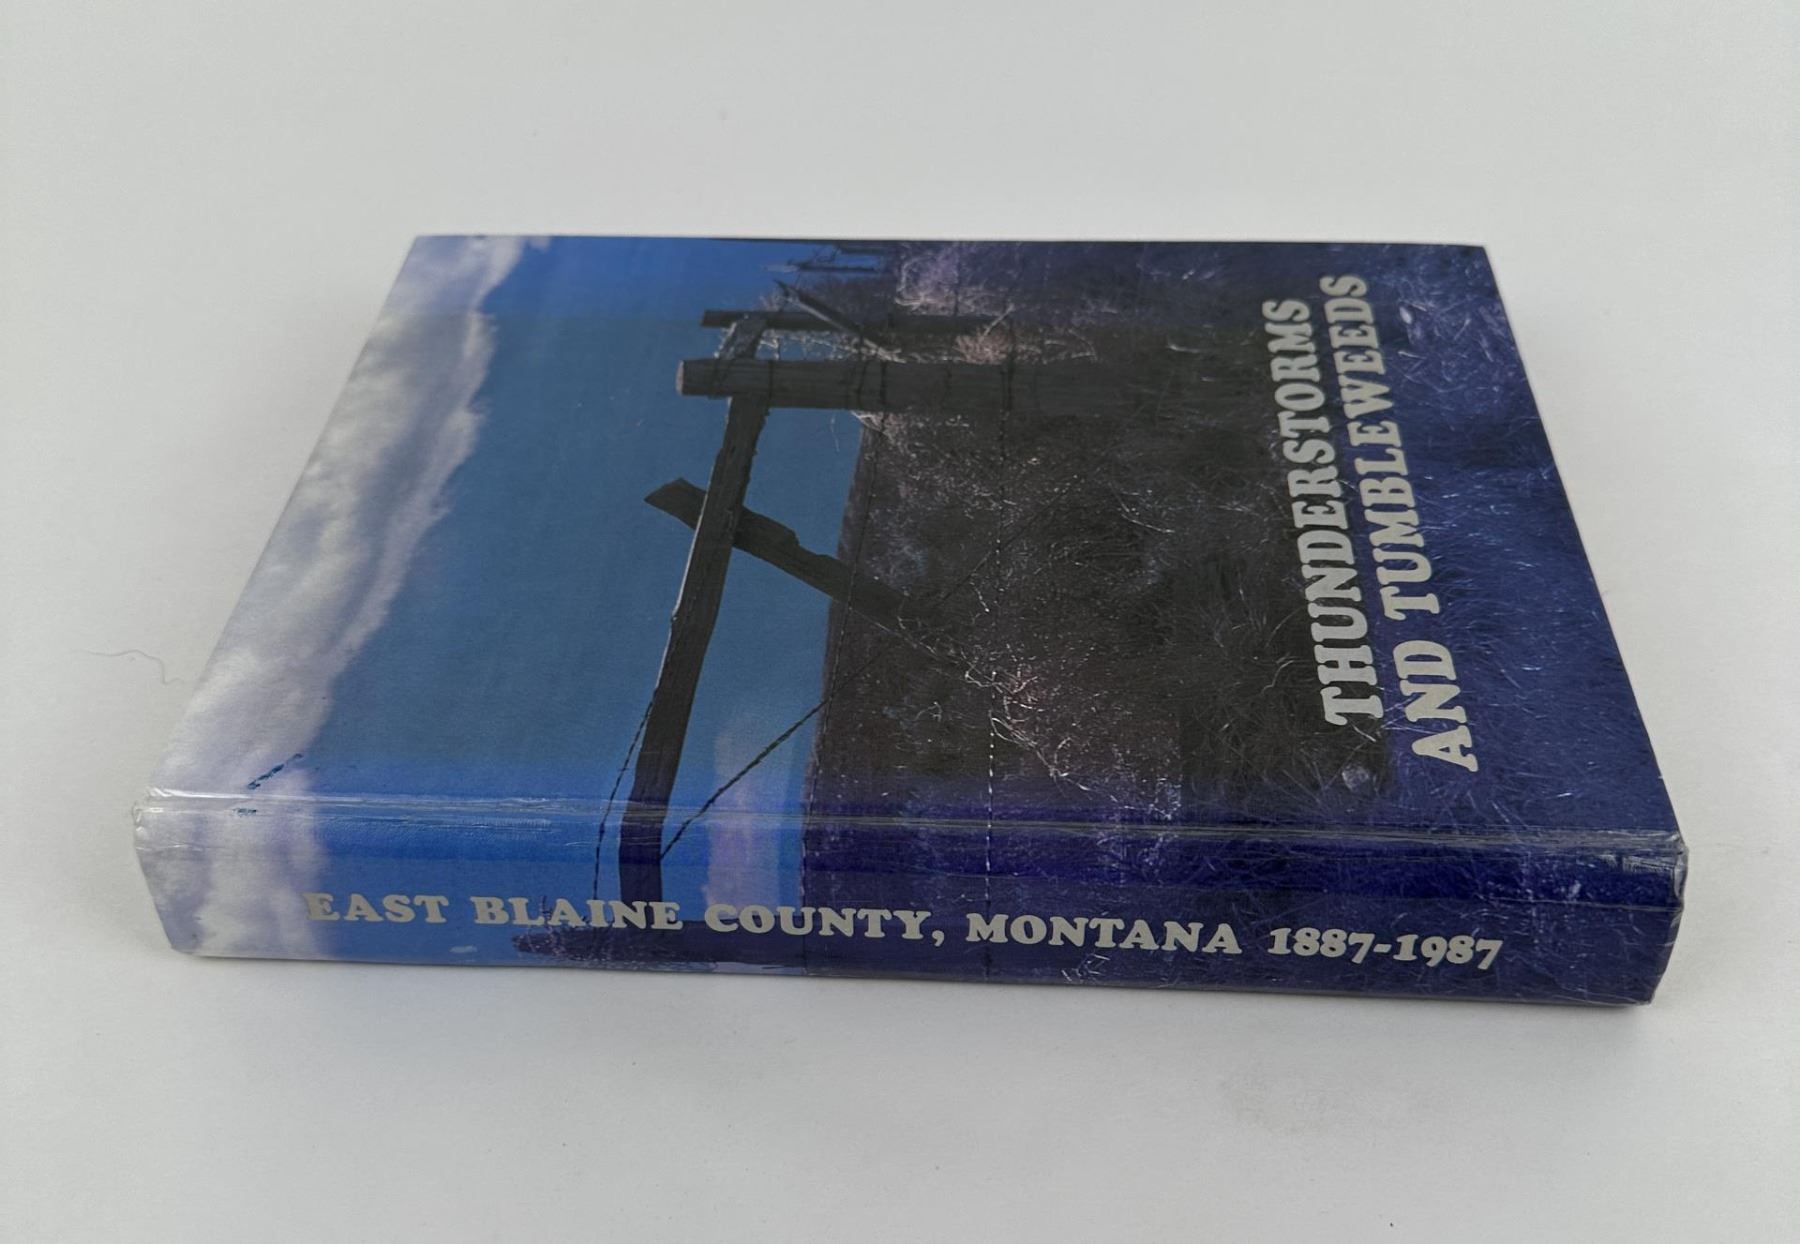 THUNDERSTORMS
AND TUMBLEWEEDS
EAST BLAINE COUNTY, MONTANA 1887-1987